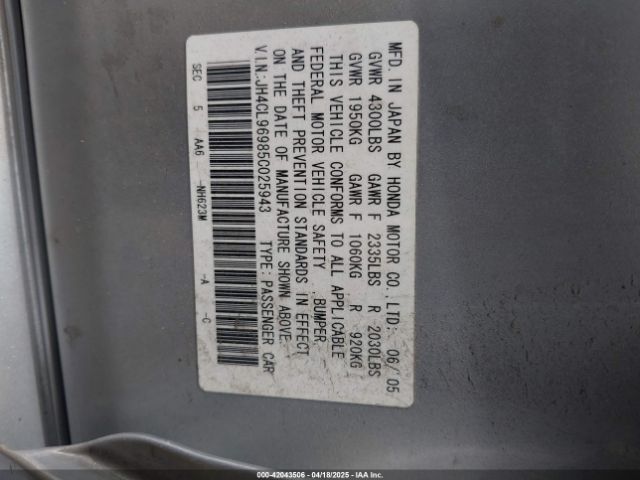 MFD. IN JAPAN BY HONDA MOTOR CO., LTD: 06/'05
GVWR 4300LBS GAWR F 2335LBS R 2030LBS
GVWR 1950KG GAWR F 1060KG R 920KG
THIS VEHICLE CONFORMS TO ALL APPLICABLE
FEDERAL MOTOR VEHICLE SAFETY , BUMPER,
AND THEFT PREVENTION STANDARDS IN EFFECT
ON THE DATE OF MANUFACTURE SHOWN ABOVE.
V.I.N.:JH4CL96985C025943 TYPE: PASSENGER CAR
SEC 5 AA6 -NH623M -A -C
000-42043506 - 04/18/2025 - IAA Inc.